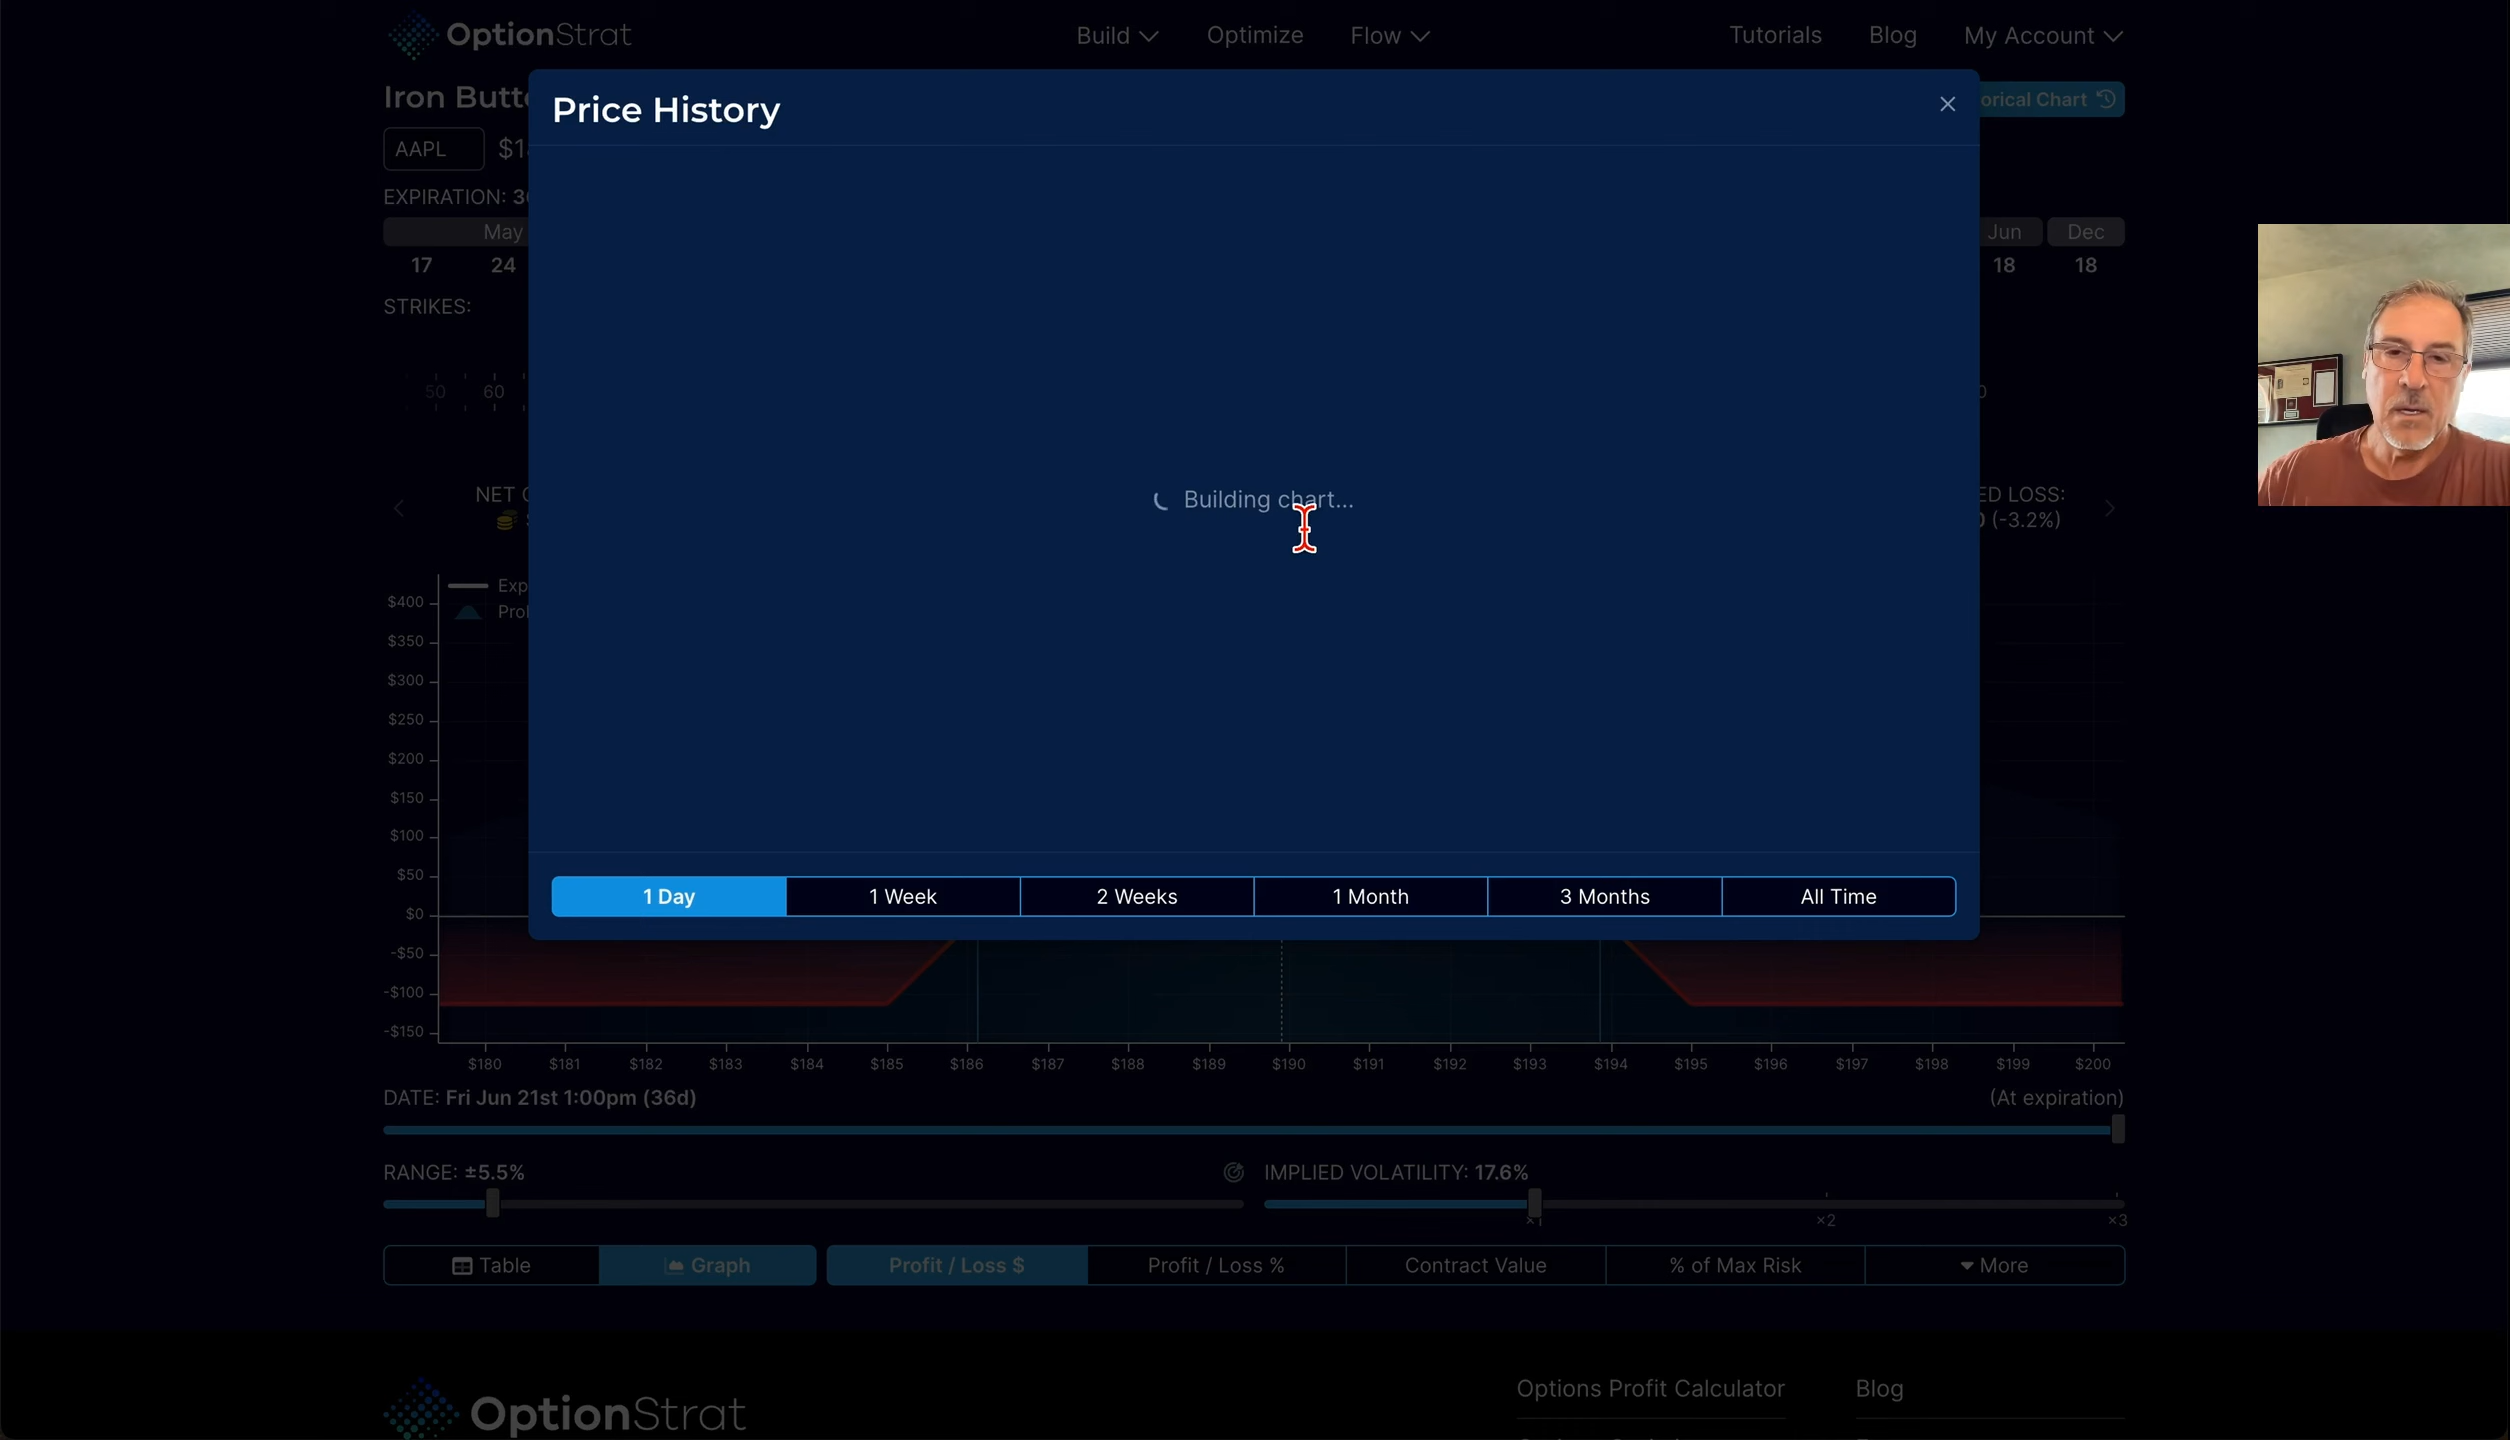 OptionStrat
Build Optimize Flow Tutorials Blog My Account
Iron Butt
Price History
orical Chart
AAPL $1
EXPIRATION: 3
May Jun Dec
17 24 18 18
STRIKES:
50 60
NET
ED LOSS:
(-3.2%)
Building chart...
Exp
$400
$350
$300
$250
$200
$150
$100
$50
$0
-$50
-$100
-$150
1 Day 1 Week 2 Weeks 1 Month 3 Months All Time
$180 $181 $182 $183 $184 $185 $186 $187 $188 $189 $190 $191 $192 $193 $194 $195 $196 $197 $198 $199 $200
DATE: Fri Jun 21st 1:00pm (36d) (At expiration)
RANGE: ±5.5% IMPLIED VOLATILITY: 17.6%
×1 ×2 ×3
Table Graph Profit / Loss $ Profit / Loss % Contract Value % of Max Risk More
OptionStrat
Options Profit Calculator Blog